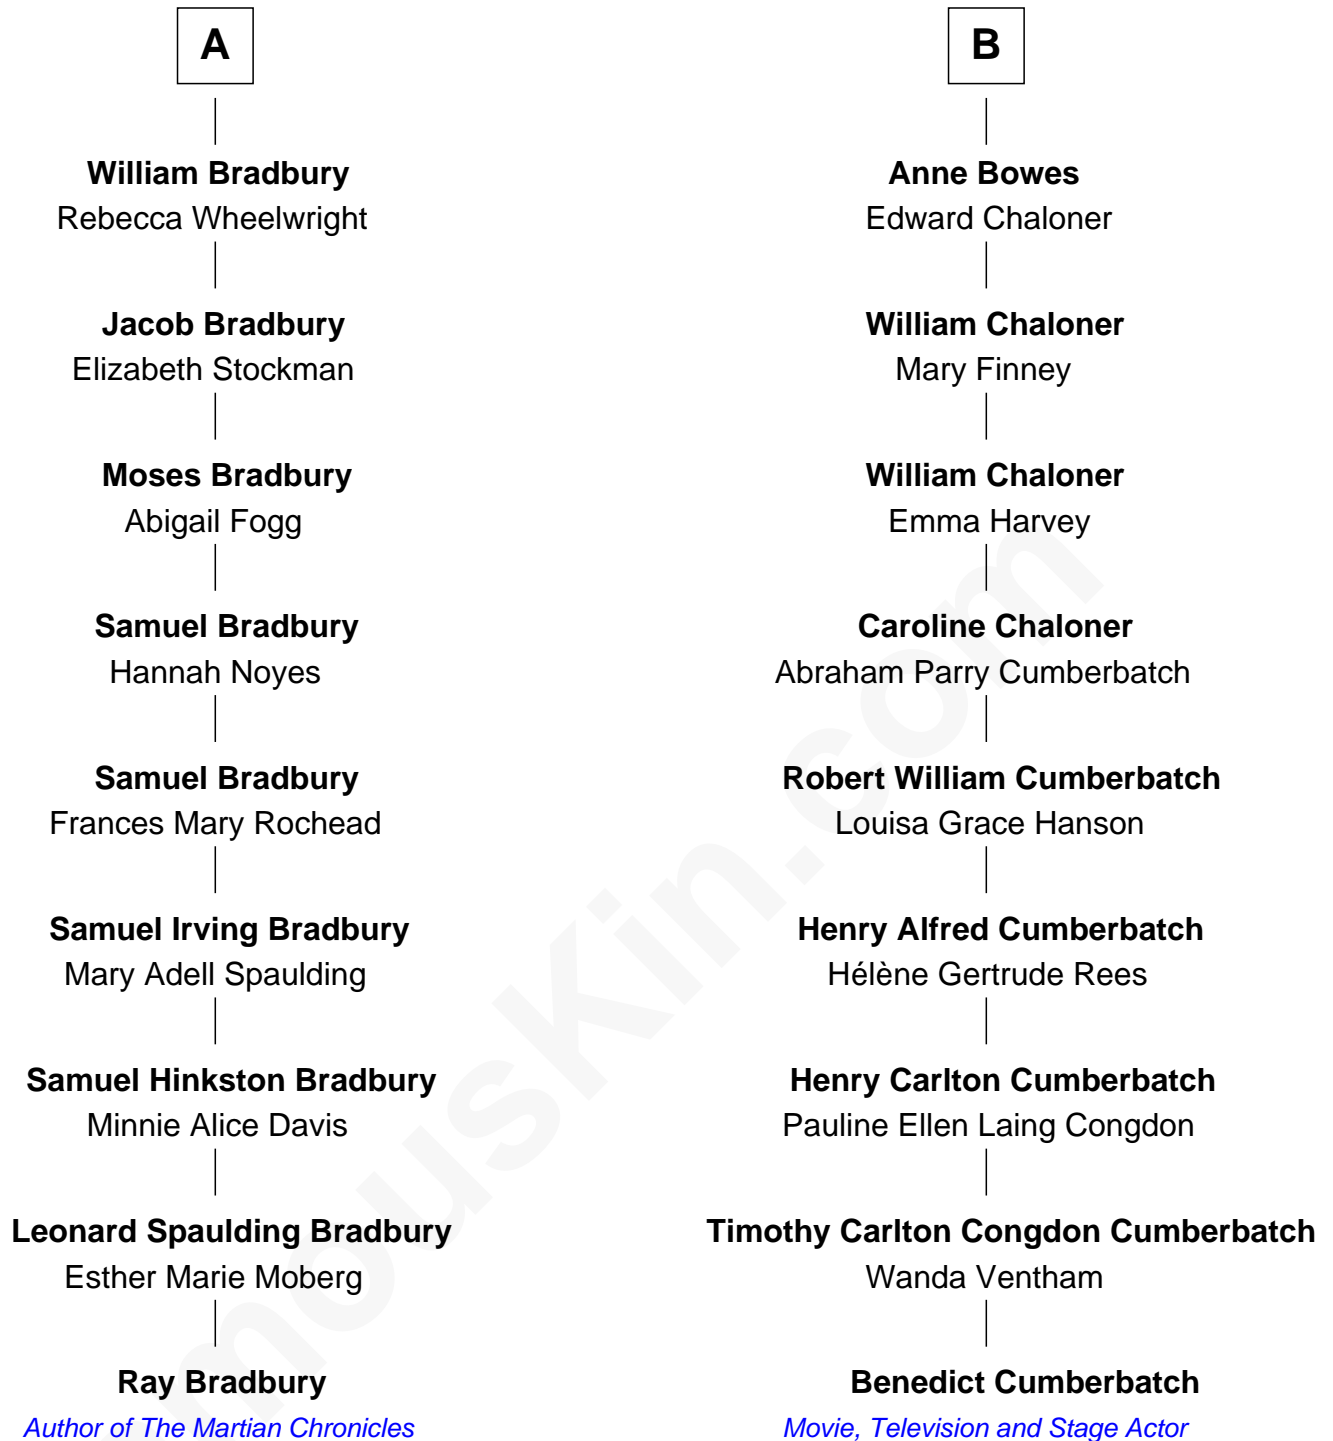 A
William Bradbury
Rebecca Wheelwright
Jacob Bradbury
Elizabeth Stockman
Moses Bradbury
Abigail Fogg
Samuel Bradbury
Hannah Noyes
Samuel Bradbury
Frances Mary Rochead
Samuel Irving Bradbury
Mary Adell Spaulding
Samuel Hinkston Bradbury
Minnie Alice Davis
Leonard Spaulding Bradbury
Esther Marie Moberg
Ray Bradbury
Author of The Martian Chronicles
B
Anne Bowes
Edward Chaloner
William Chaloner
Mary Finney
William Chaloner
Emma Harvey
Caroline Chaloner
Abraham Parry Cumberbatch
Robert William Cumberbatch
Louisa Grace Hanson
Henry Alfred Cumberbatch
Hélène Gertrude Rees
Henry Carlton Cumberbatch
Pauline Ellen Laing Congdon
Timothy Carlton Congdon Cumberbatch
Wanda Ventham
Benedict Cumberbatch
Movie, Television and Stage Actor
mousKin.com